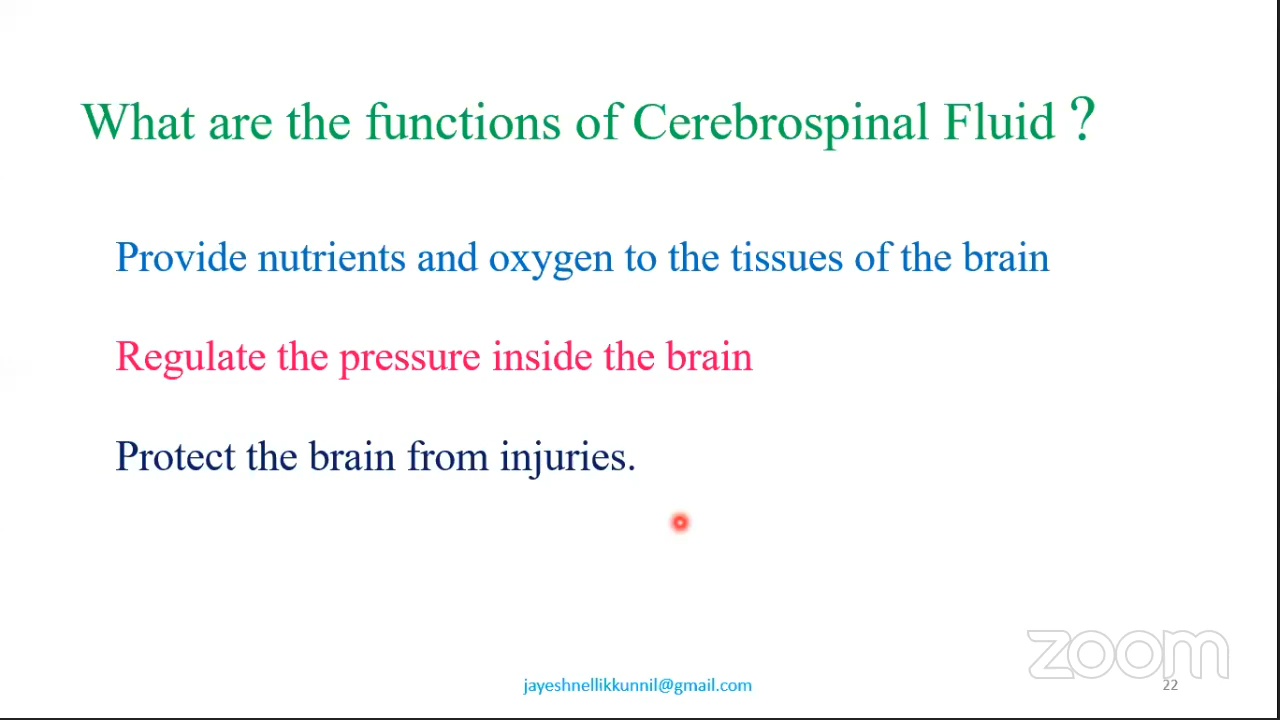 What are the functions of Cerebrospinal Fluid ?
Provide nutrients and oxygen to the tissues of the brain
Regulate the pressure inside the brain
Protect the brain from injuries.
zoom
jayeshnellikkunnil@gmail.com
22